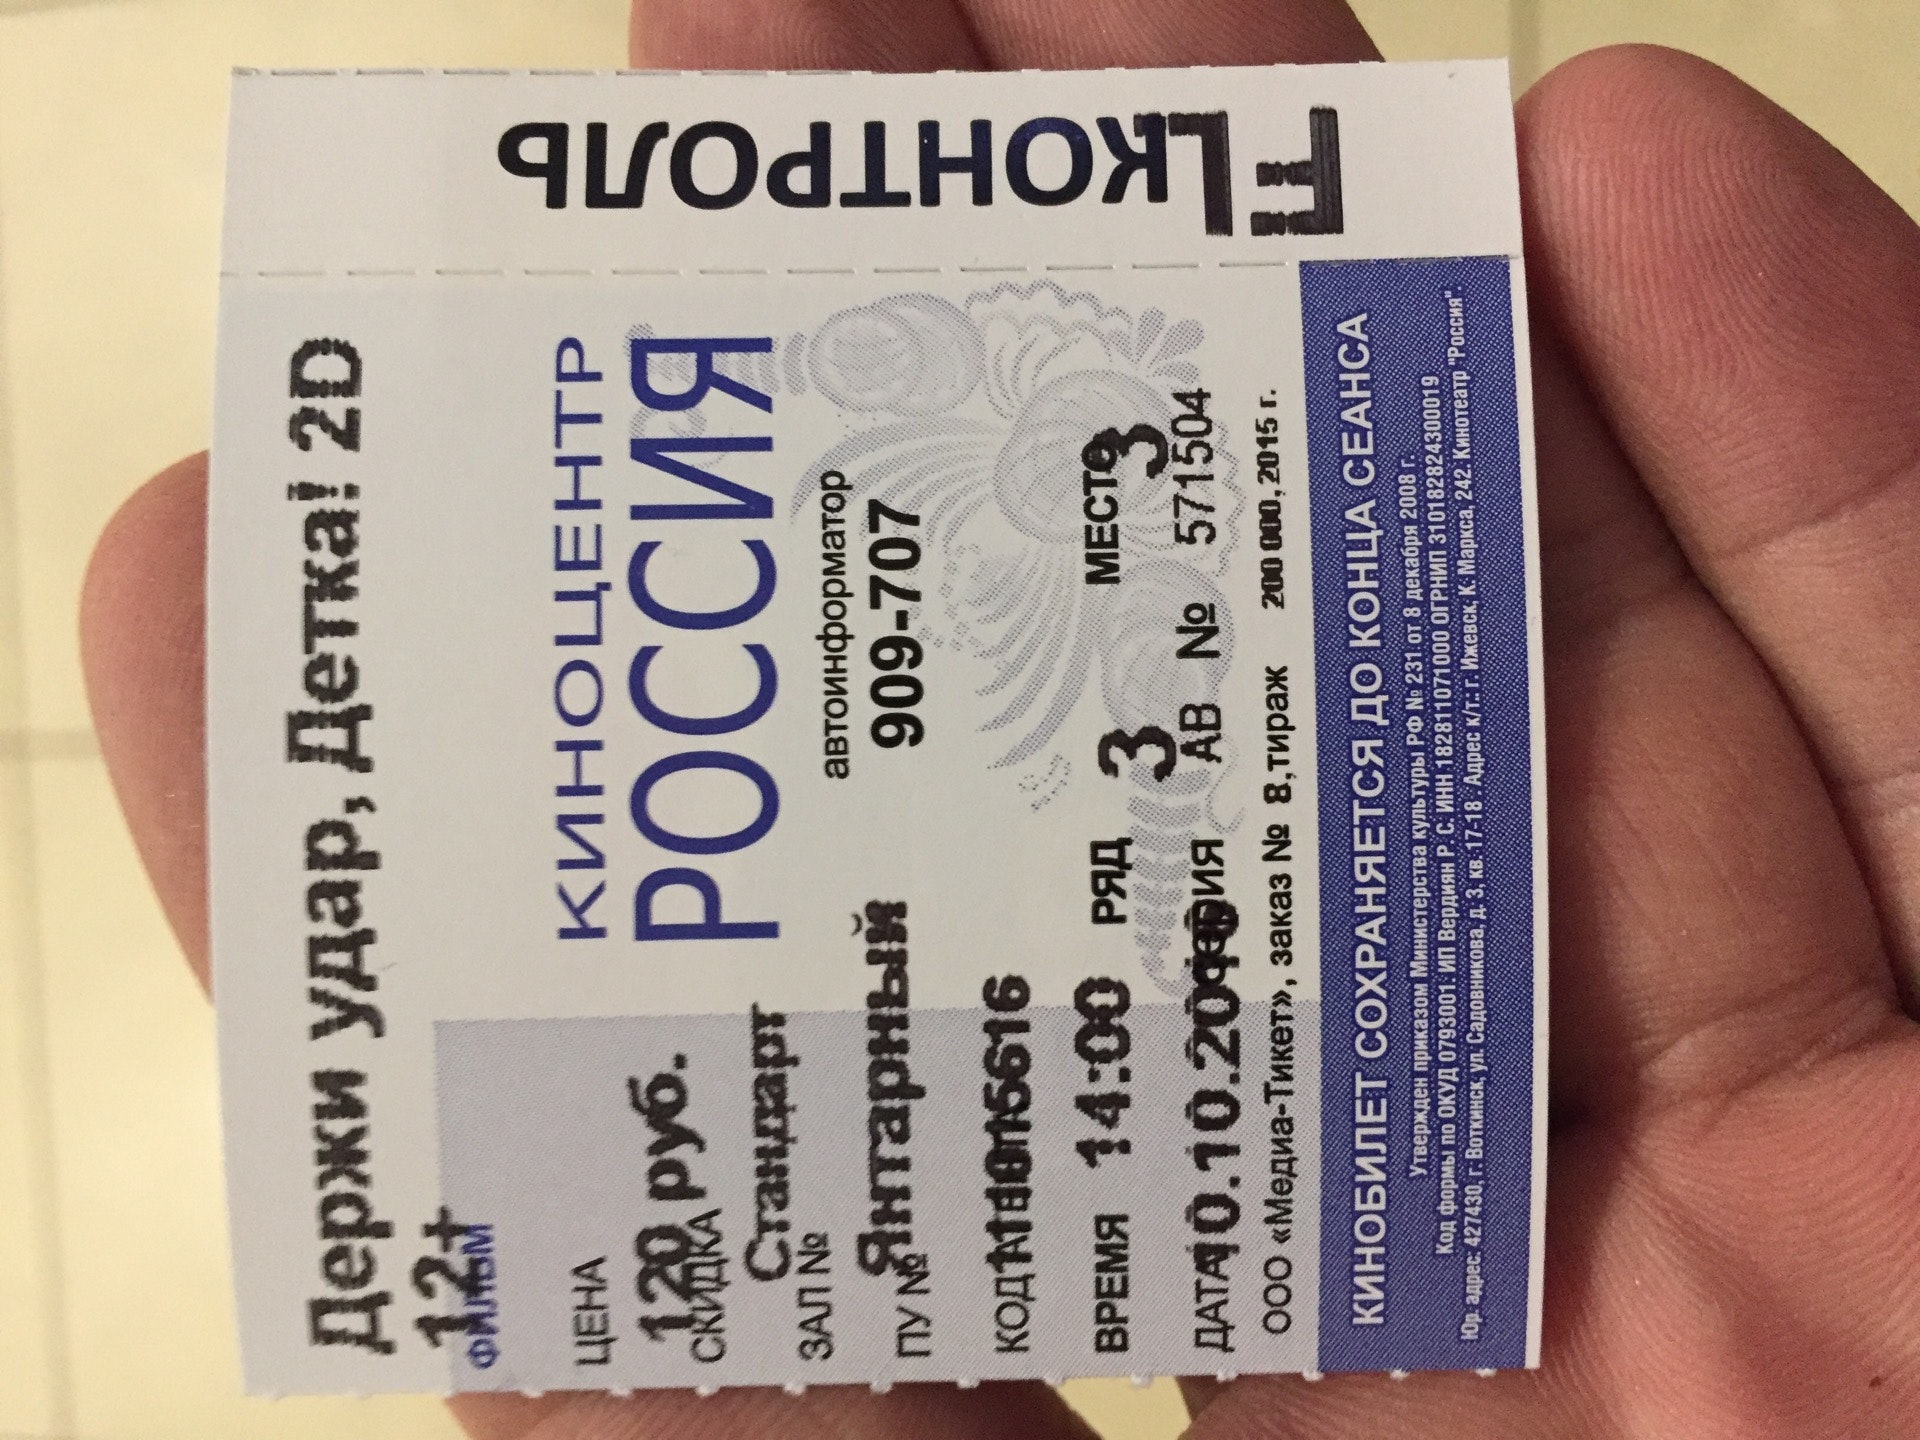 Держи удар, Детка! 2D
12+
ФИЛЬМ
КИНОЦЕНТР
РОССИЯ
ЦЕНА
120 руб.
СКИДКА
Стандарт
автоинформатор
ЗАЛ №
909-707
Янтарный
ПУ №
КОД
ВРЕМЯ 14:00 РЯД 3 МЕСТО 3
ДАТА 10.10. СЕРИЯ АВ № 571504
ООО «Медиа-Тикет», заказ № 8,тираж 200 000,2015 г.
КИНОБИЛЕТ СОХРАНЯЕТСЯ ДО КОНЦА СЕАНСА
Утвержден приказом Министерства культуры РФ № 231 от 8 декабря 2008 г.
Код формы по ОКУД 0793001. ИП Вердиян Р. С. ИНН 182811071000 ОГРНИП 310182824300019
Юр. адрес: 427430, г. Воткинск, ул. Садовникова, д. 3, кв. 17-18. Адрес к/т.: г. Ижевск, К. Маркса, 242. Кинотеатр "Россия".
КОНТРОЛЬ